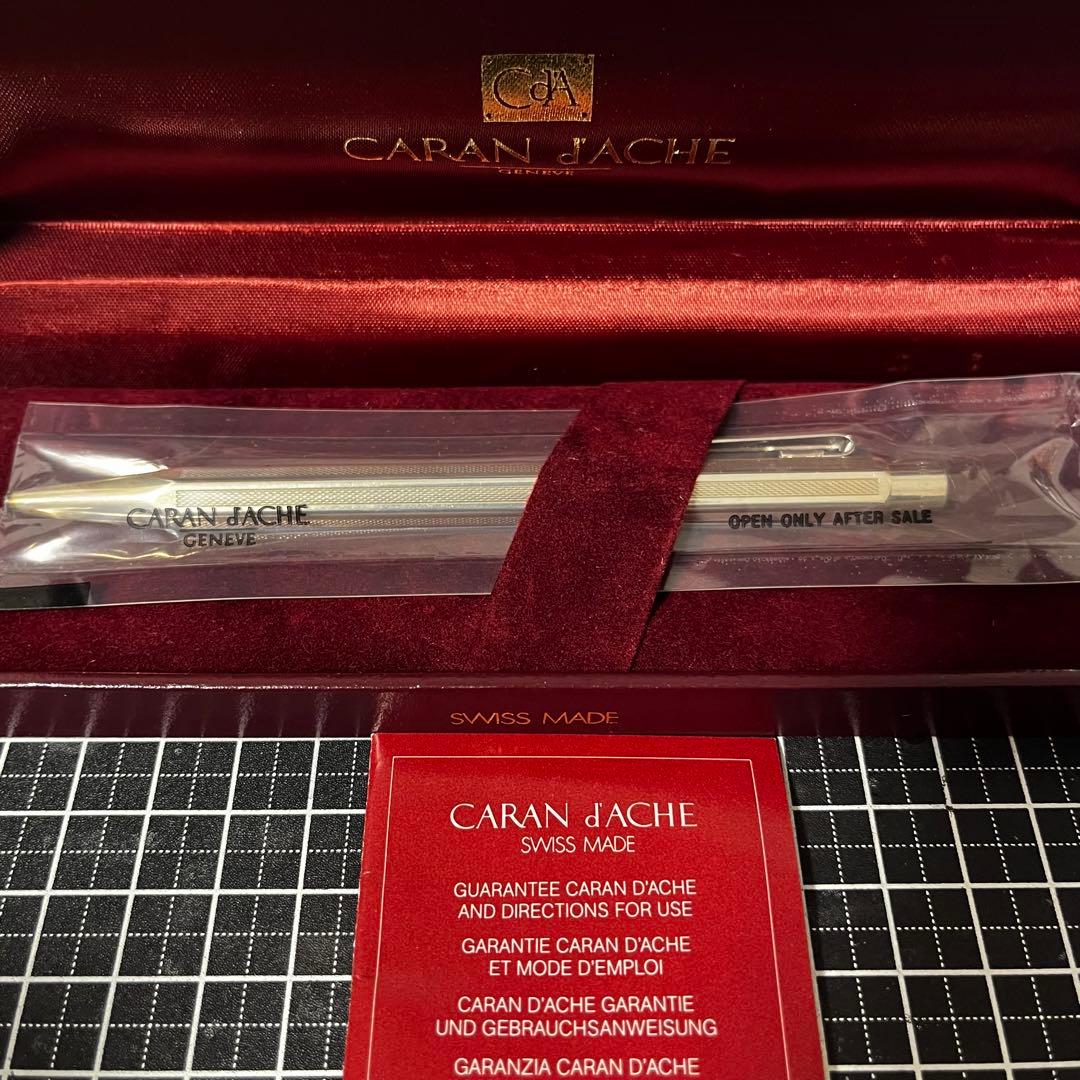 CdA
CARAN d'ACHE
GENEVE
CARAN d'ACHE
GENEVE
OPEN ONLY AFTER SALE
SWISS MADE
CARAN d'ACHE
SWISS MADE
GUARANTEE CARAN D'ACHE
AND DIRECTIONS FOR USE
GARANTIE CARAN D'ACHE
ET MODE D'EMPLOI
CARAN D'ACHE GARANTIE
UND GEBRAUCHSANWEISUNG
GARANZIA CARAN D'ACHE